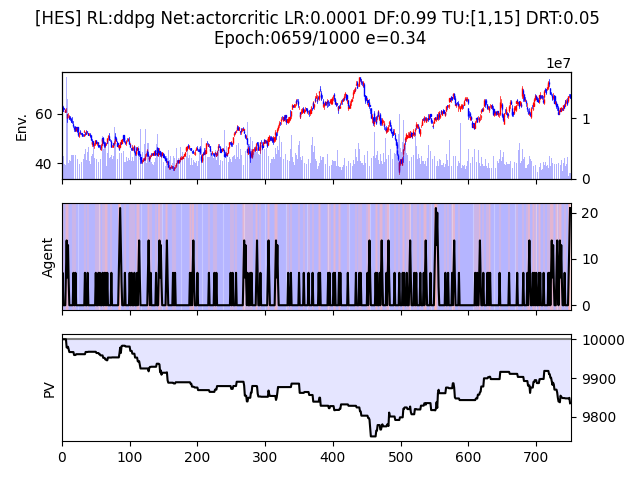 [HES] RL:ddpg Net:actorcritic LR:0.0001 DF:0.99 TU:[1,15] DRT:0.05
Epoch:0659/1000 e=0.34
1e7
Env.
60
40
1
0
Agent
20
10
0
PV
10000
9900
9800
0 100 200 300 400 500 600 700